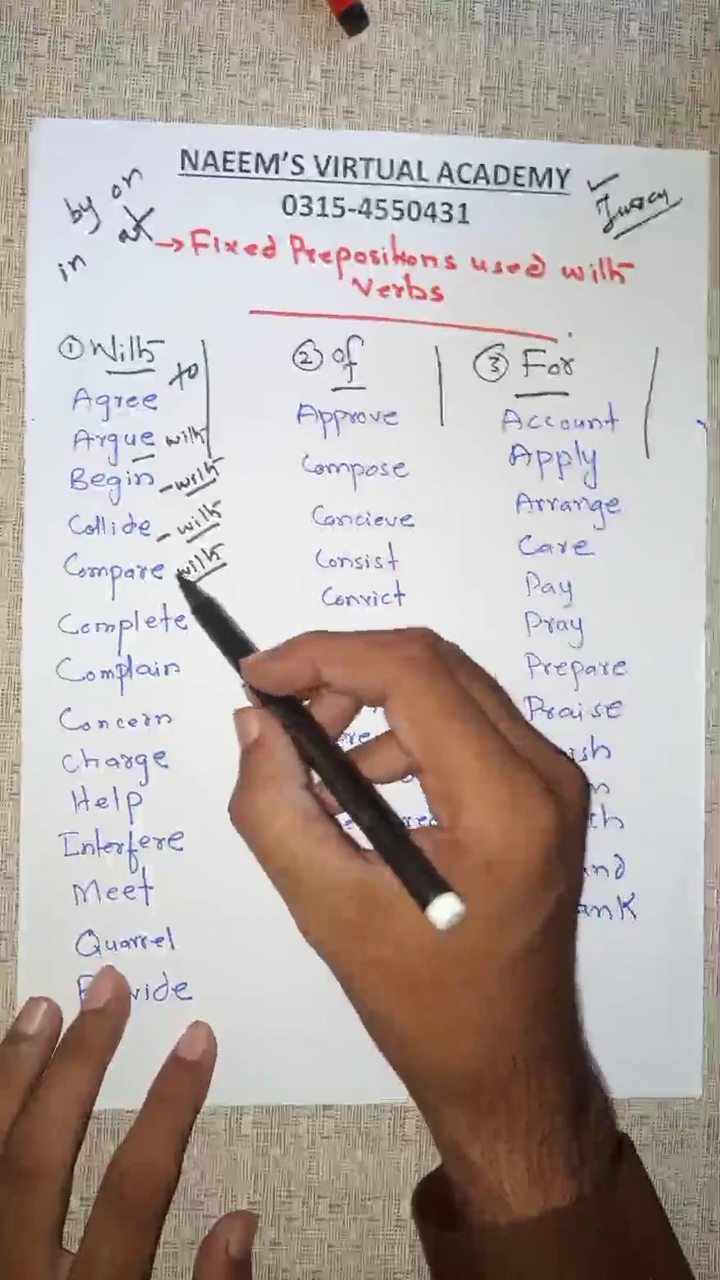 NAEEM'S VIRTUAL ACADEMY
0315-4550431
by on
in at
→ Fixed Prepositions used with
Verbs
① With
to
Agree
Argue with
Begin - with
Collide - with
Compare with
Complete
Complain
Concern
Charge
Help
Interfere
Meet
Quarrel
② of
Approve
Compose
Concieve
Consist
Convict
③ For
Account
Apply
Arrange
Care
Pay
Pray
Prepare
Praise